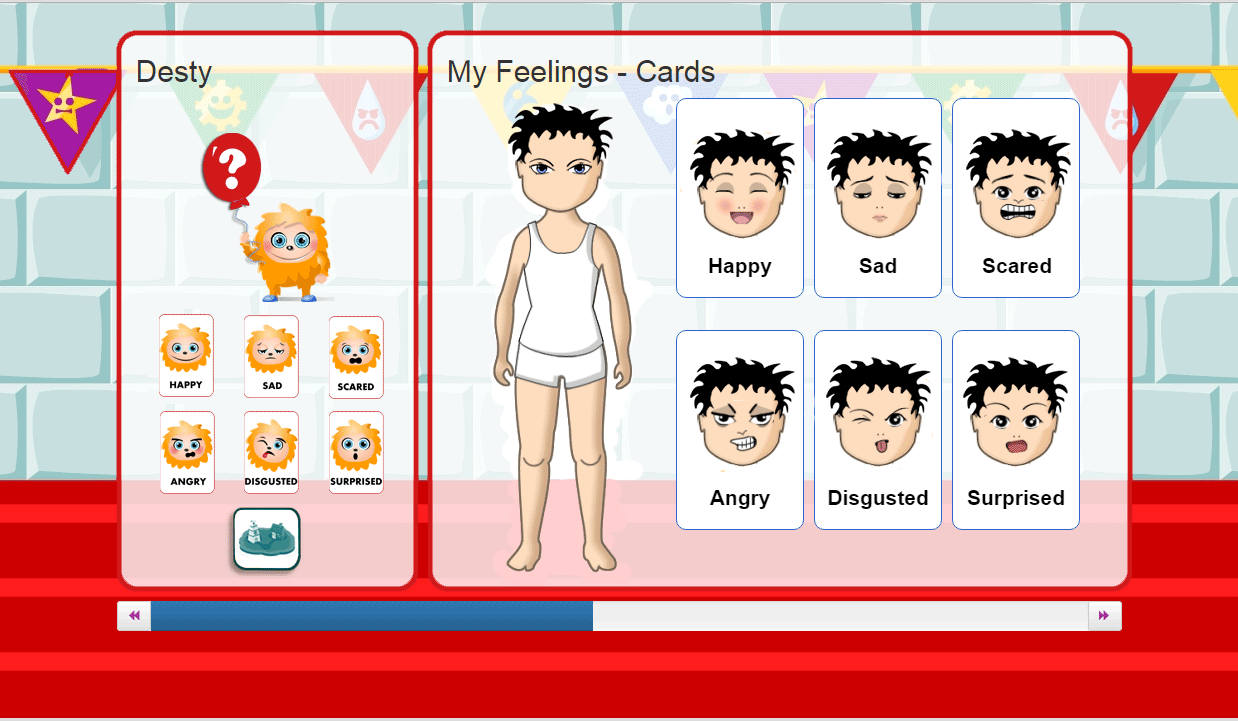 Desty
?
HAPPY
SAD
SCARED
ANGRY
DISGUSTED
SURPRISED
My Feelings - Cards
Happy
Sad
Scared
Angry
Disgusted
Surprised